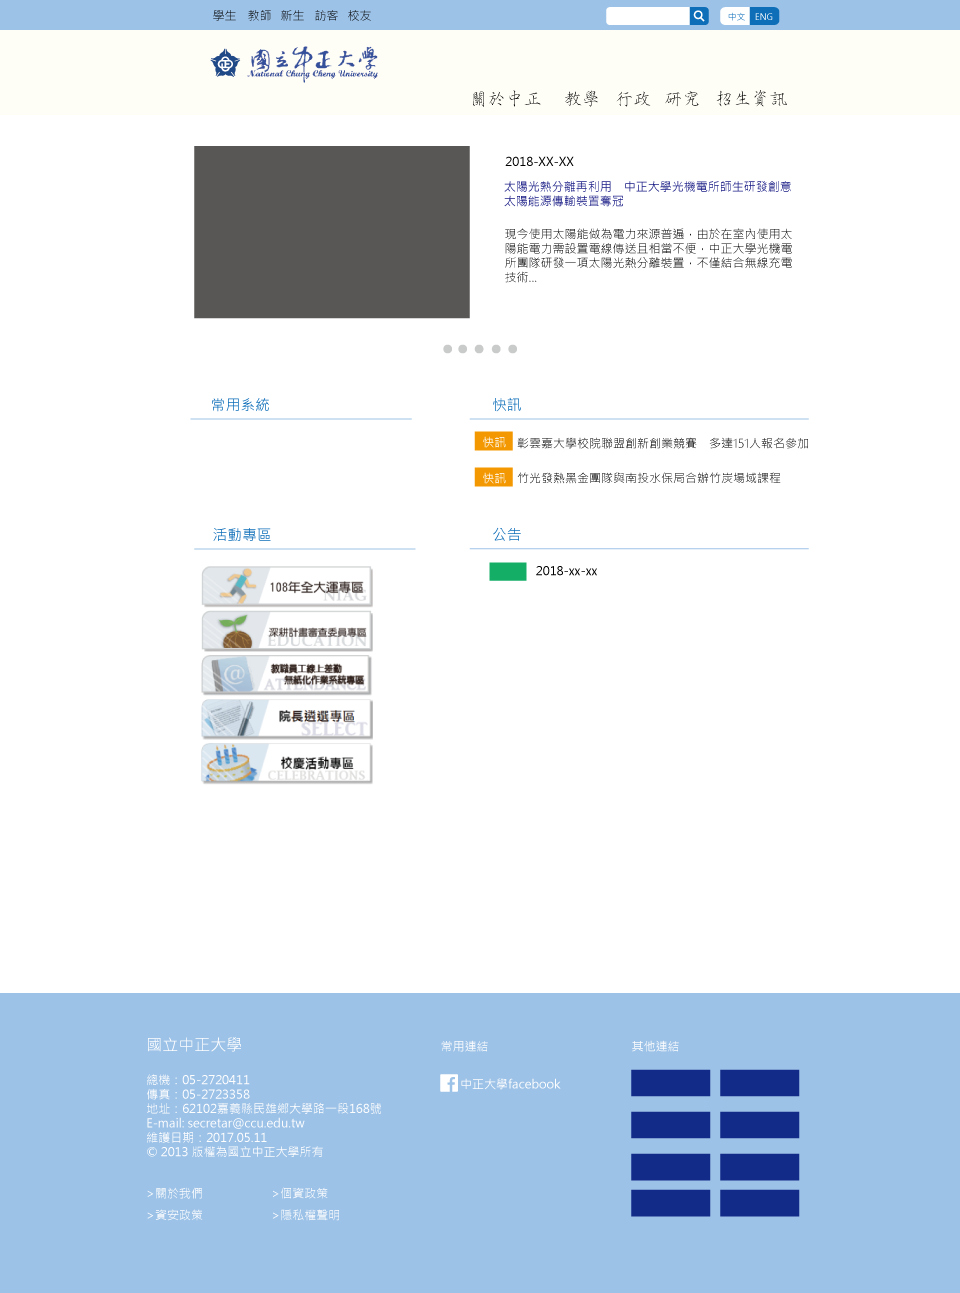 學生 教師 新生 訪客 校友
中文 ENG
國立中正大學
National Chung Cheng University
關於中正 教學 行政 研究 招生資訊
2018-XX-XX
太陽光熱分離再利用　中正大學光機電所師生研發創意
太陽能源傳輸裝置奪冠
現今使用太陽能做為電力來源普遍，由於在室內使用太
陽能電力需設置電線傳送且相當不便，中正大學光機電
所團隊研發一項太陽光熱分離裝置，不僅結合無線充電
技術...
常用系統
快訊
快訊 彰雲嘉大學校院聯盟創新創業競賽　多達151人報名參加
快訊 竹光發熱黑金團隊與南投水保局合辦竹炭場域課程
活動專區
公告
2018-xx-xx
108年全大運專區
NIAG
深耕計畫審查委員專區
EDUCATION
教職員工線上差勤
無紙化作業系統專區
ATTENDANCE
院長遴選專區
SELECT
校慶活動專區
CELEBRATIONS
國立中正大學
總機：05-2720411
傳真：05-2723358
地址：62102嘉義縣民雄鄉大學路一段168號
E-mail: secretar@ccu.edu.tw
維護日期：2017.05.11
© 2013 版權為國立中正大學所有
>關於我們 >個資政策
>資安政策 >隱私權聲明
常用連結
中正大學facebook
其他連結